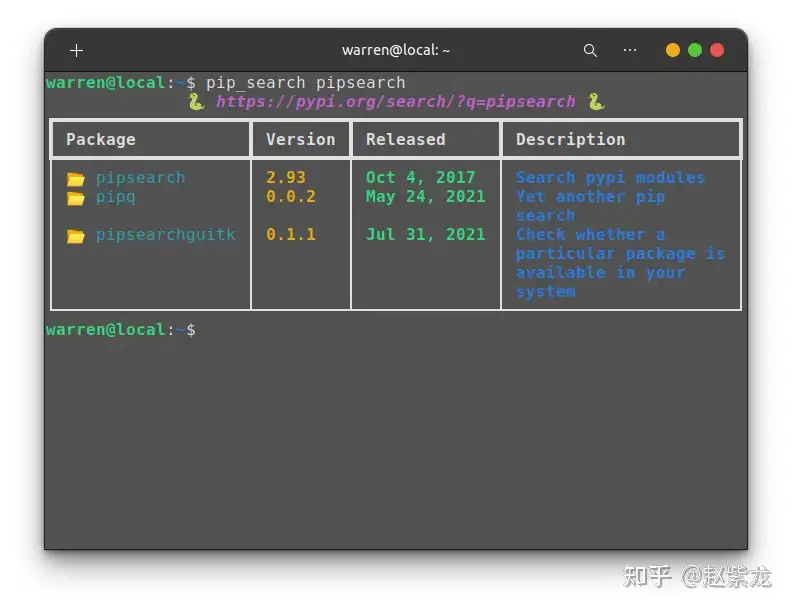 warren@local: ~
warren@local:~$ pip_search pipsearch
🐍 https://pypi.org/search/?q=pipsearch 🐍
Package Version Released Description
📂 pipsearch 2.93 Oct 4, 2017 Search pypi modules
📂 pipq 0.0.2 May 24, 2021 Yet another pip
search
📂 pipsearchguitk 0.1.1 Jul 31, 2021 Check whether a
particular package is
available in your
system
warren@local:~$
知乎 @赵紫龙